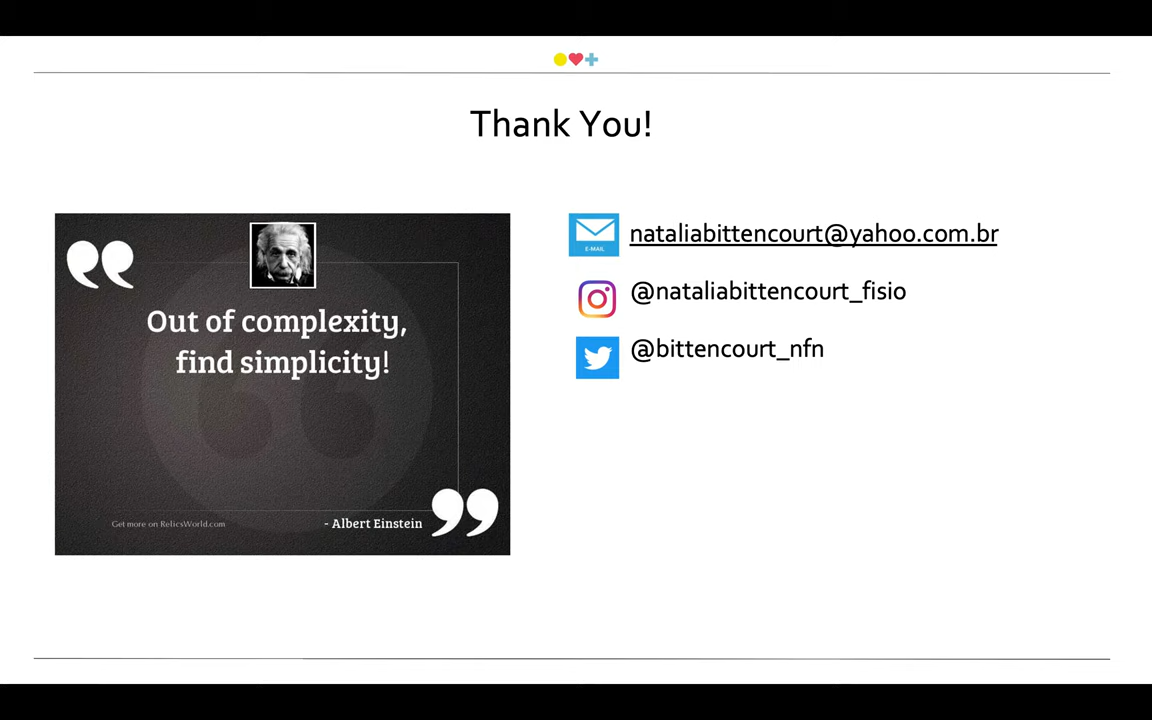 Thank You!
Out of complexity,
find simplicity!
Get more on RelicsWorld.com
- Albert Einstein
E-MAIL
nataliabittencourt@yahoo.com.br
@nataliabittencourt_fisio
@bittencourt_nfn